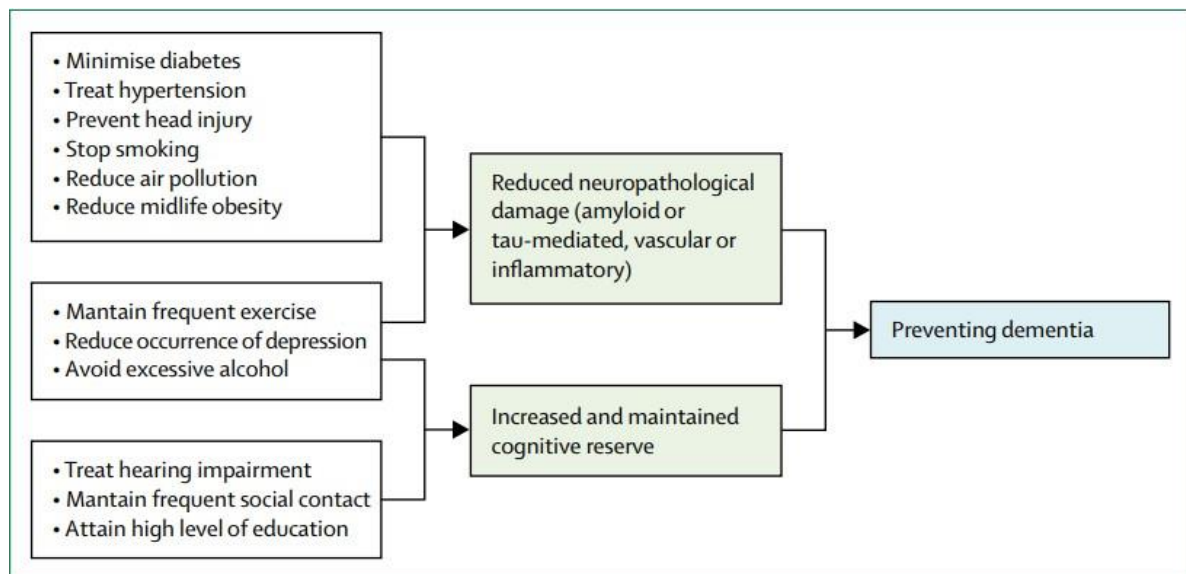 • Minimise diabetes
• Treat hypertension
• Prevent head injury
• Stop smoking
• Reduce air pollution
• Reduce midlife obesity
• Mantain frequent exercise
• Reduce occurrence of depression
• Avoid excessive alcohol
• Treat hearing impairment
• Mantain frequent social contact
• Attain high level of education
Reduced neuropathological
damage (amyloid or
tau-mediated, vascular or
inflammatory)
Increased and maintained
cognitive reserve
Preventing dementia